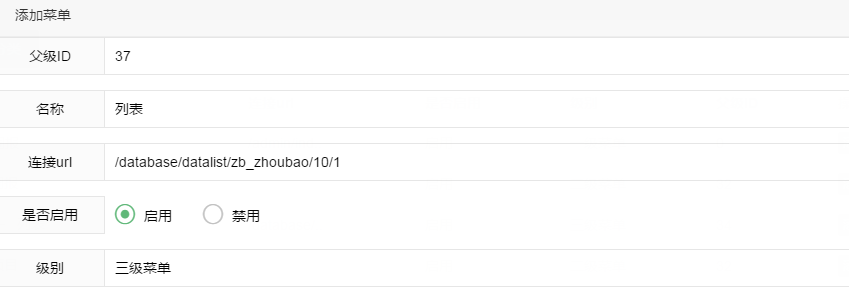 添加菜单
父级ID 37
名称 列表
连接url /database/datalist/zb_zhoubao/10/1
是否启用 启用 禁用
级别 三级菜单